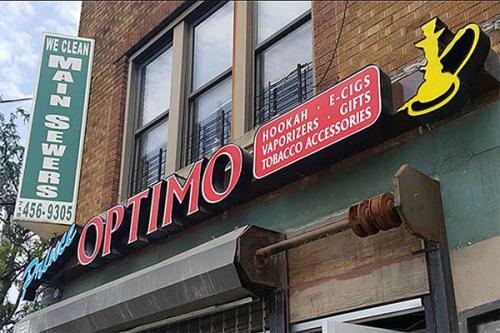 WE CLEAN
MAIN SEWERS
456-9305
Prince
OPTIMO
HOOKAH · E-CIGS
VAPORIZERS · GIFTS
TOBACCO ACCESSORIES